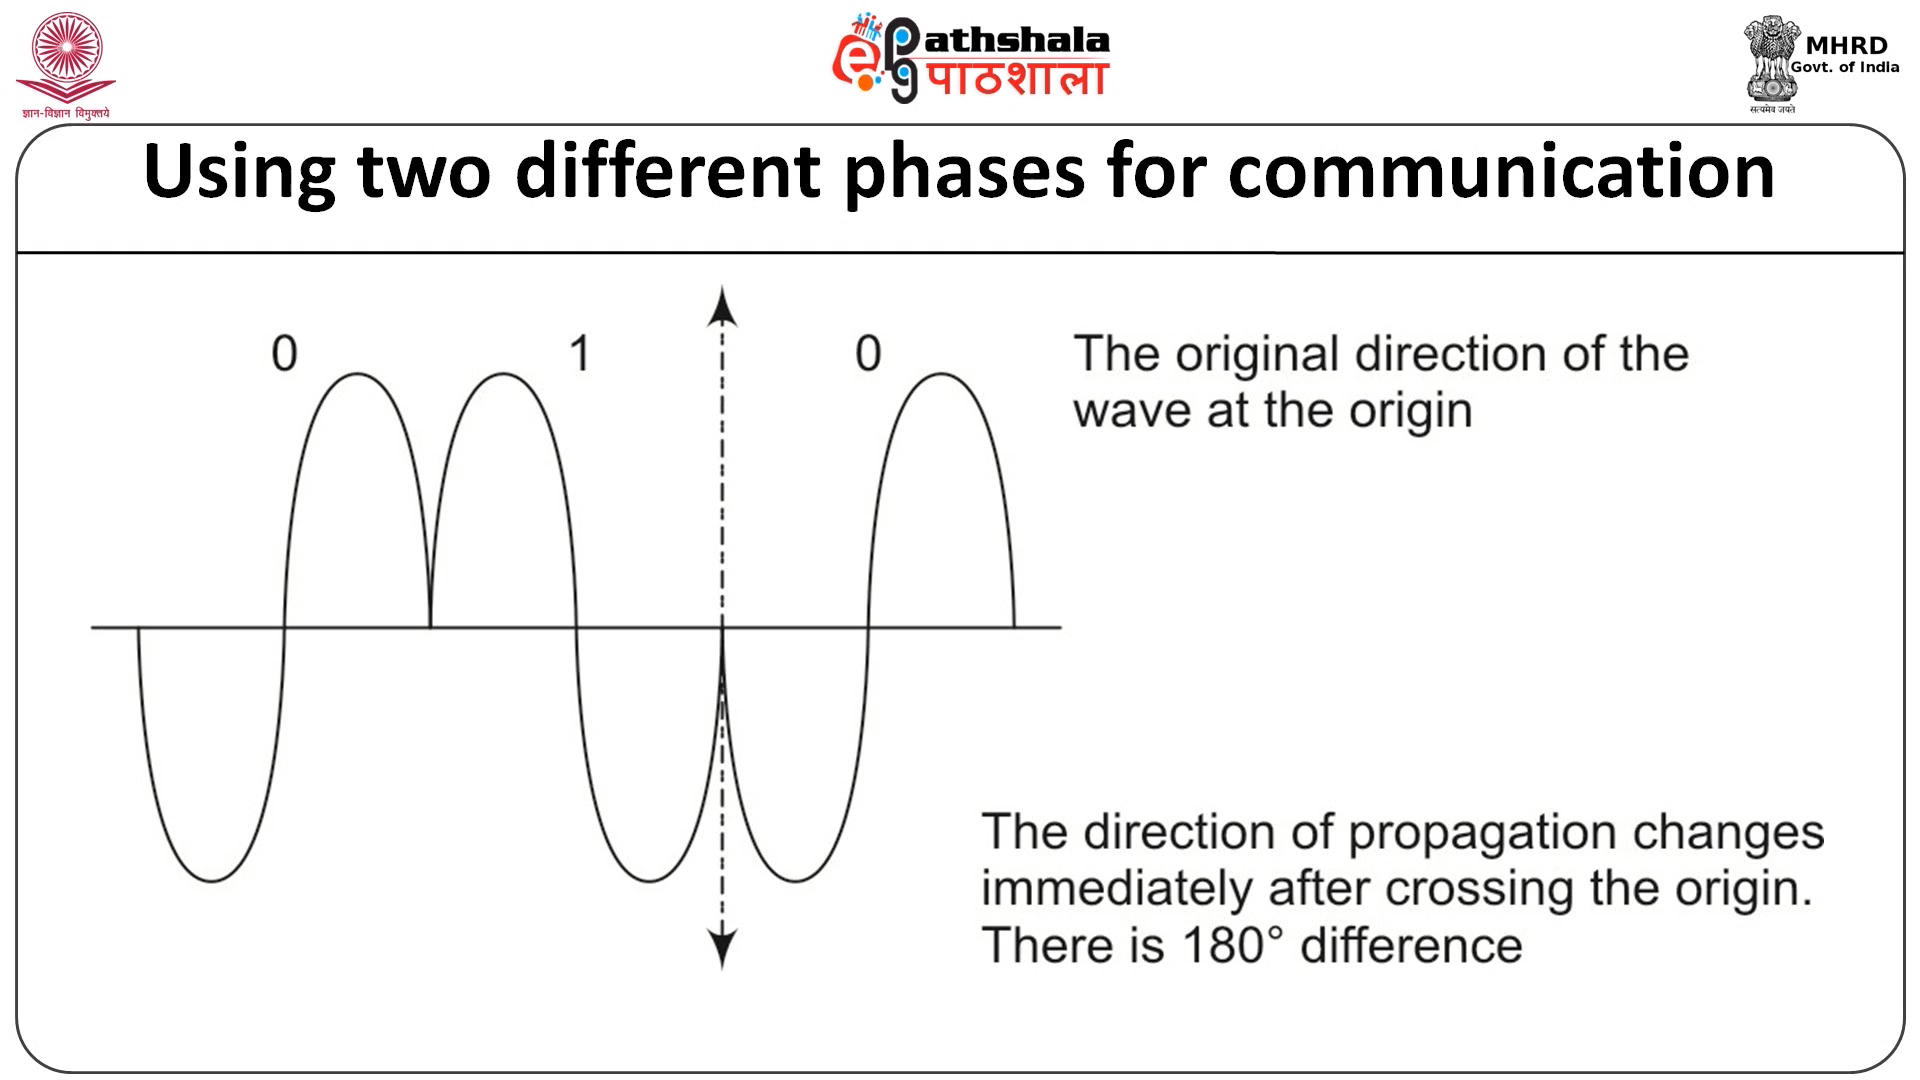 ज्ञान-विज्ञान विमुक्तये
e Pg athshala
पाठशाला
MHRD
Govt. of India
सत्यमेव जयते
Using two different phases for communication
0 1 0
The original direction of the
wave at the origin
The direction of propagation changes
immediately after crossing the origin.
There is 180° difference